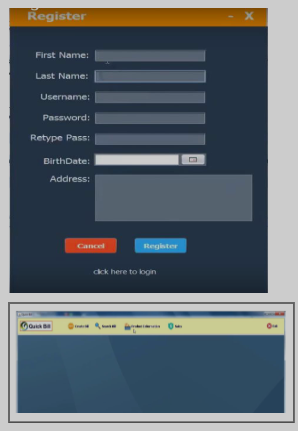 Register
- X
First Name:
Last Name:
Username:
Password:
Retype Pass:
BirthDate:
Address:
Cancel Register
click here to login
Quick Bill